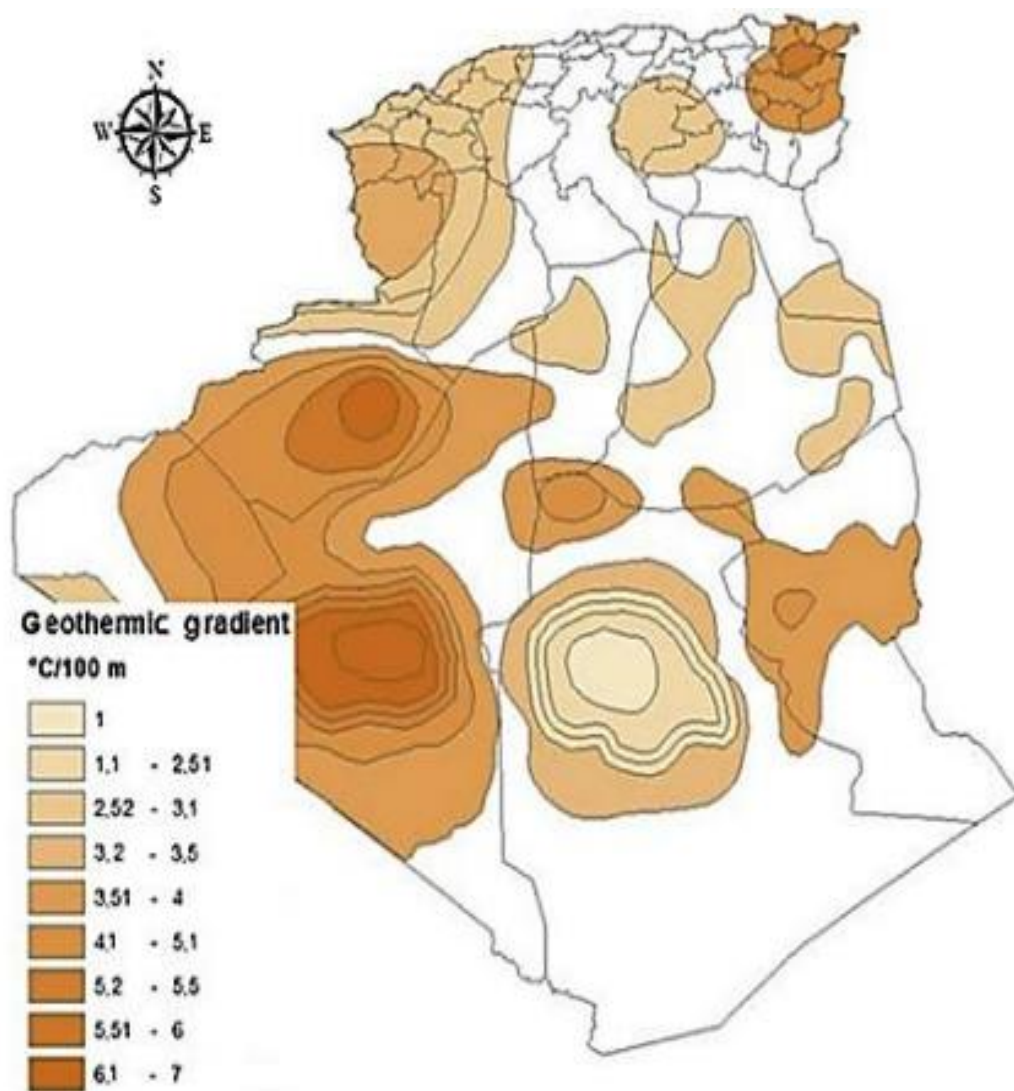 N
W E
S
Geothermic gradient
°C/100 m
1
1,1 - 2,51
2,52 - 3,1
3,2 - 3,5
3,51 - 4
4,1 - 5,1
5,2 - 5,5
5,51 - 6
6,1 - 7